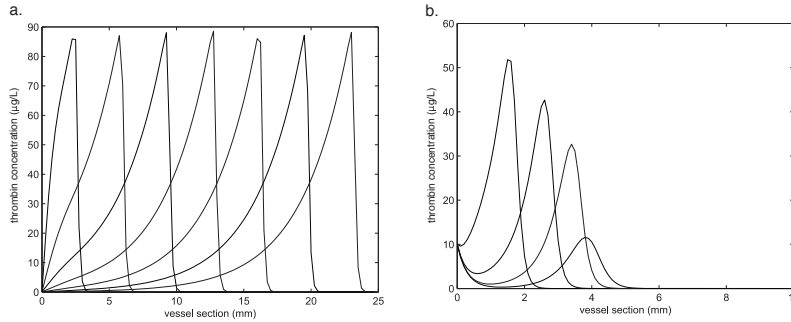 a.
90
80
70
60
50
40
30
20
10
0
thrombin concentration (µg/L)
0 5 10 15 20 25
vessel section (mm)
b.
60
50
40
30
20
10
0
thrombin concentration (µg/L)
0 2 4 6 8 10
vessel section (mm)